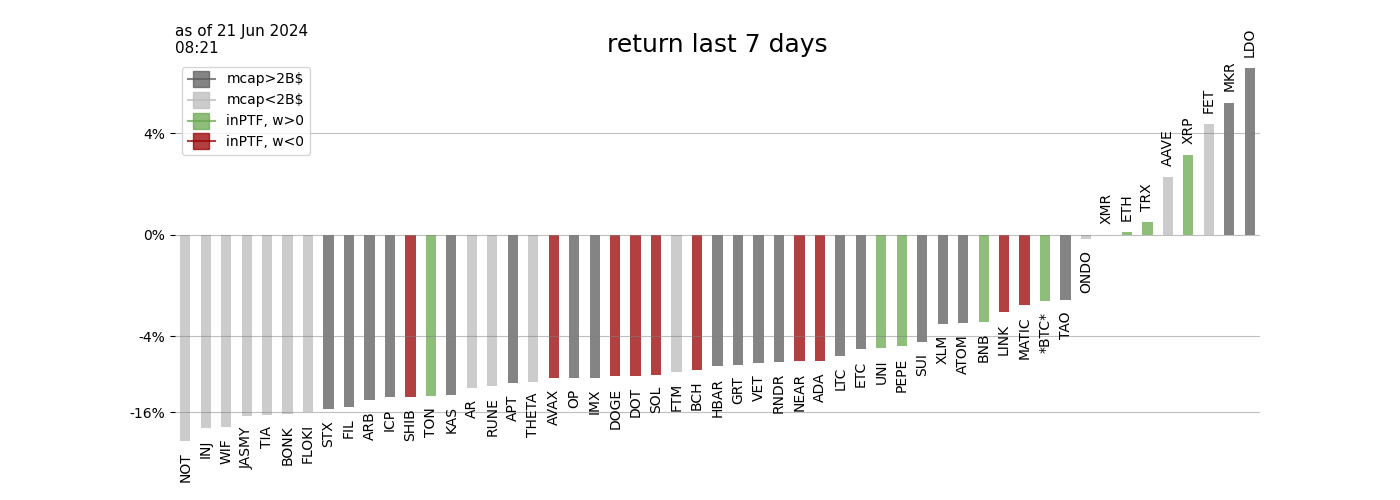 as of 21 Jun 2024
08:21
return last 7 days
mcap>2B$
mcap<2B$
inPTF, w>0
inPTF, w<0
4%
0%
-4%
-16%
NOT
INJ
WIF
JASMY
TIA
BONK
FLOKI
STX
FIL
ARB
ICP
SHIB
TON
KAS
AR
RUNE
APT
THETA
AVAX
OP
IMX
DOGE
DOT
SOL
FTM
BCH
HBAR
GRT
VET
RNDR
NEAR
ADA
LTC
ETC
UNI
PEPE
SUI
XLM
ATOM
BNB
LINK
MATIC
*BTC*
TAO
ONDO
XMR
ETH
TRX
AAVE
XRP
FET
MKR
LDO